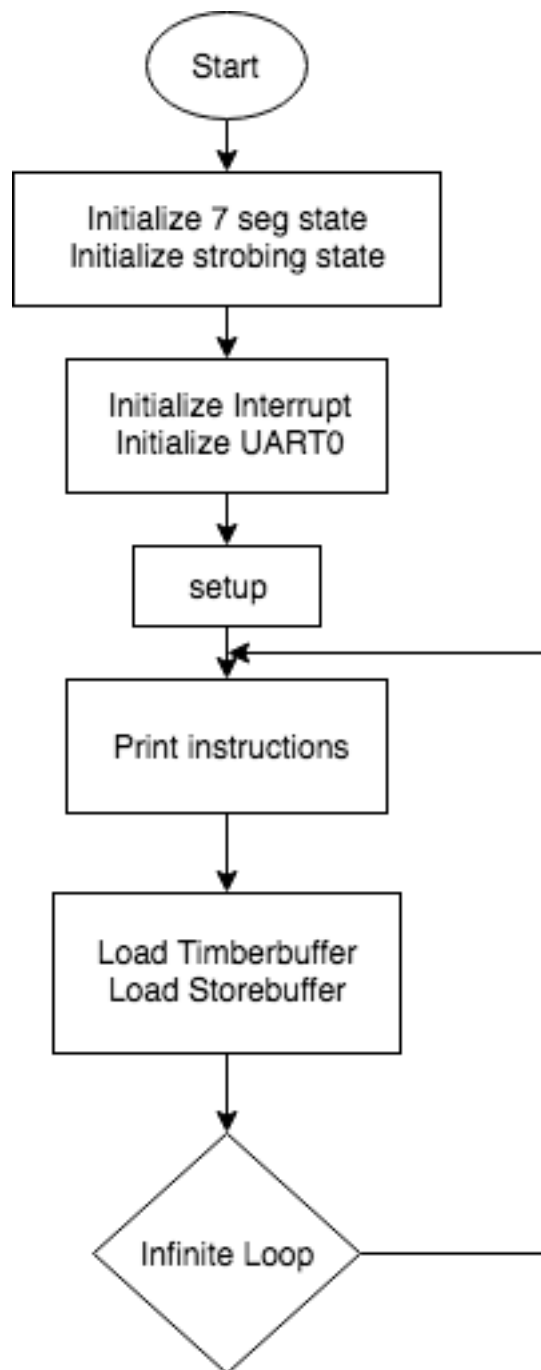 Start
Initialize 7 seg state
Initialize strobing state
Initialize Interrupt
Initialize UART0
setup
Print instructions
Load Timberbuffer
Load Storebuffer
Infinite Loop